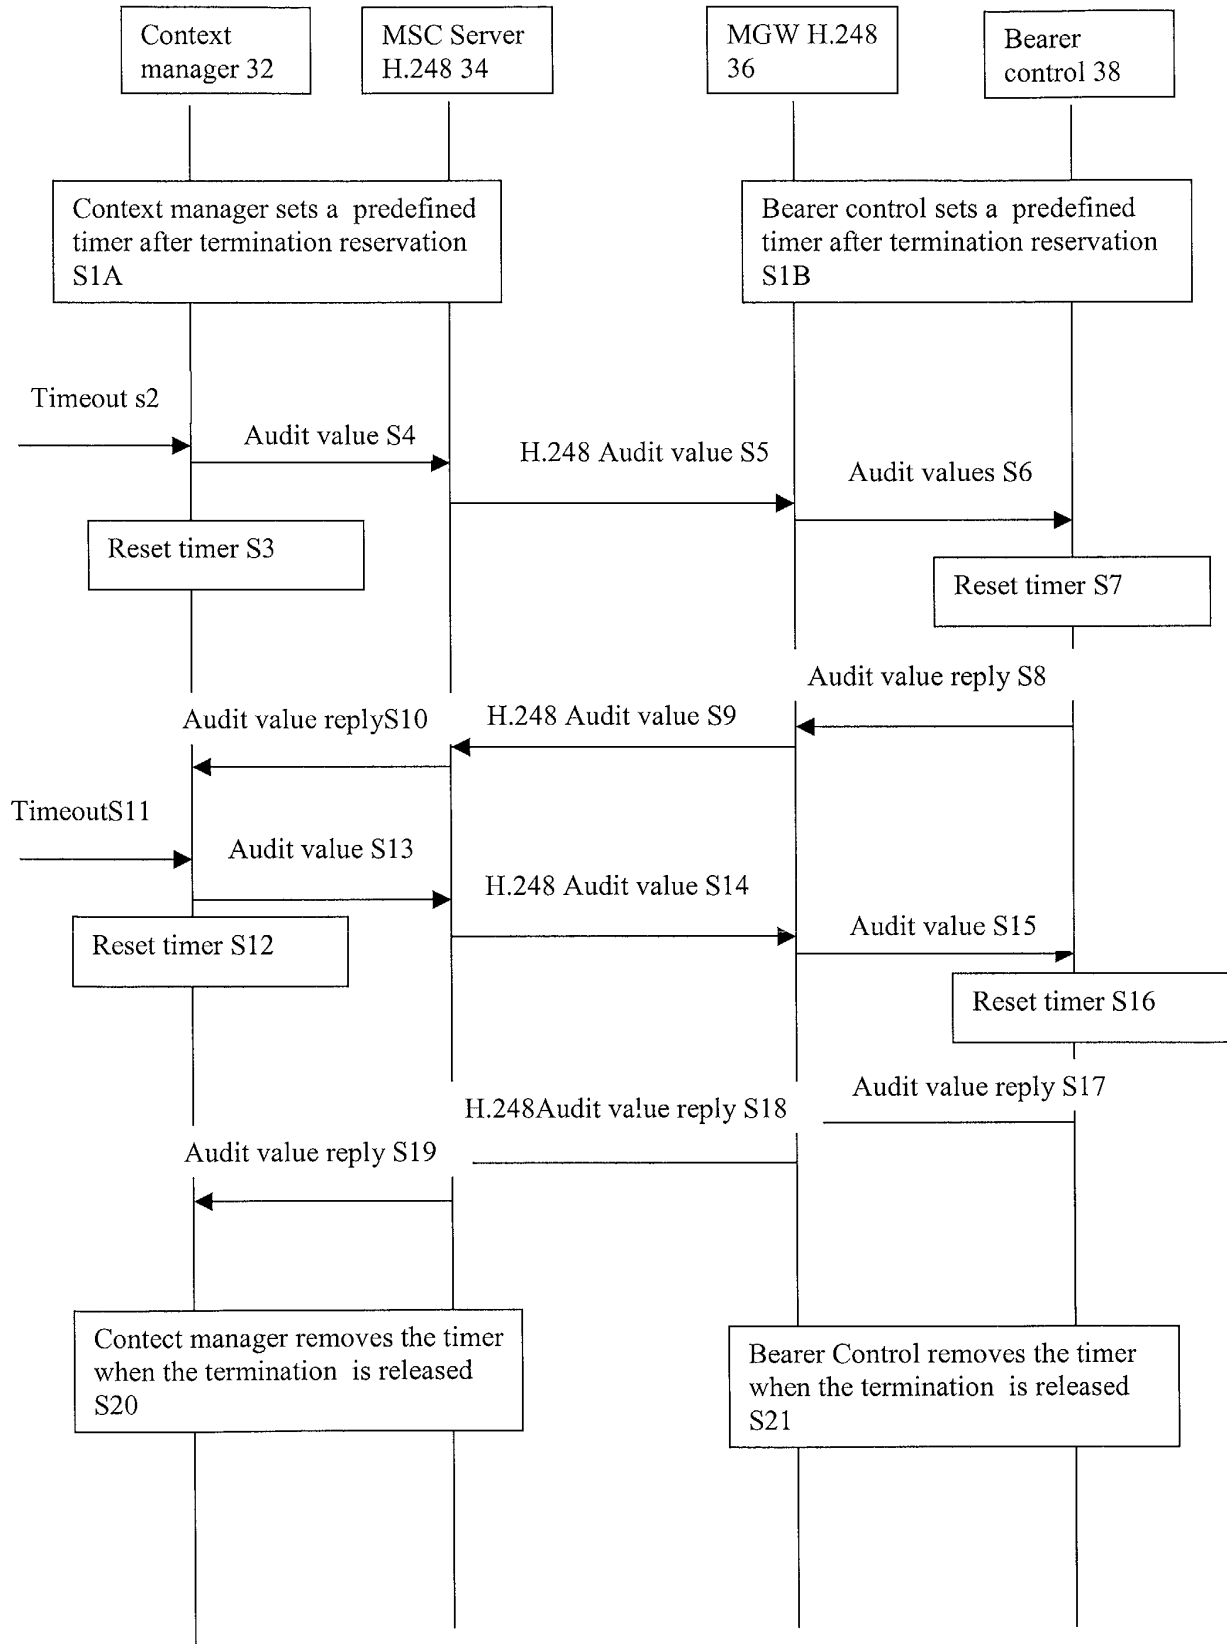 Context
manager 32
MSC Server
H.248 34
MGW H.248
36
Bearer
control 38
Context manager sets a predefined
timer after termination reservation
S1A
Bearer control sets a predefined
timer after termination reservation
S1B
Timeout s2
Audit value S4
H.248 Audit value S5
Audit values S6
Reset timer S3
Reset timer S7
Audit value reply S8
Audit value replyS10
H.248 Audit value S9
TimeoutS11
Audit value S13
H.248 Audit value S14
Audit value S15
Reset timer S12
Reset timer S16
Audit value reply S17
H.248Audit value reply S18
Audit value reply S19
Contect manager removes the timer
when the termination is released
S20
Bearer Control removes the timer
when the termination is released
S21